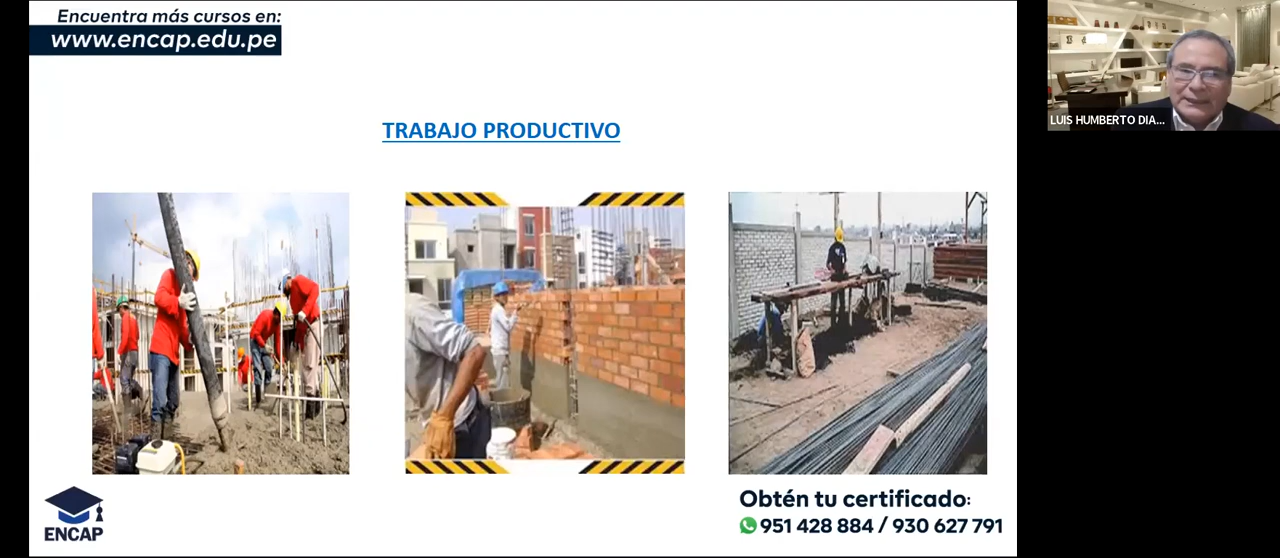 Encuentra más cursos en:
www.encap.edu.pe
LUIS HUMBERTO DIA...
TRABAJO PRODUCTIVO
ENCAP
Obtén tu certificado:
951 428 884 / 930 627 791